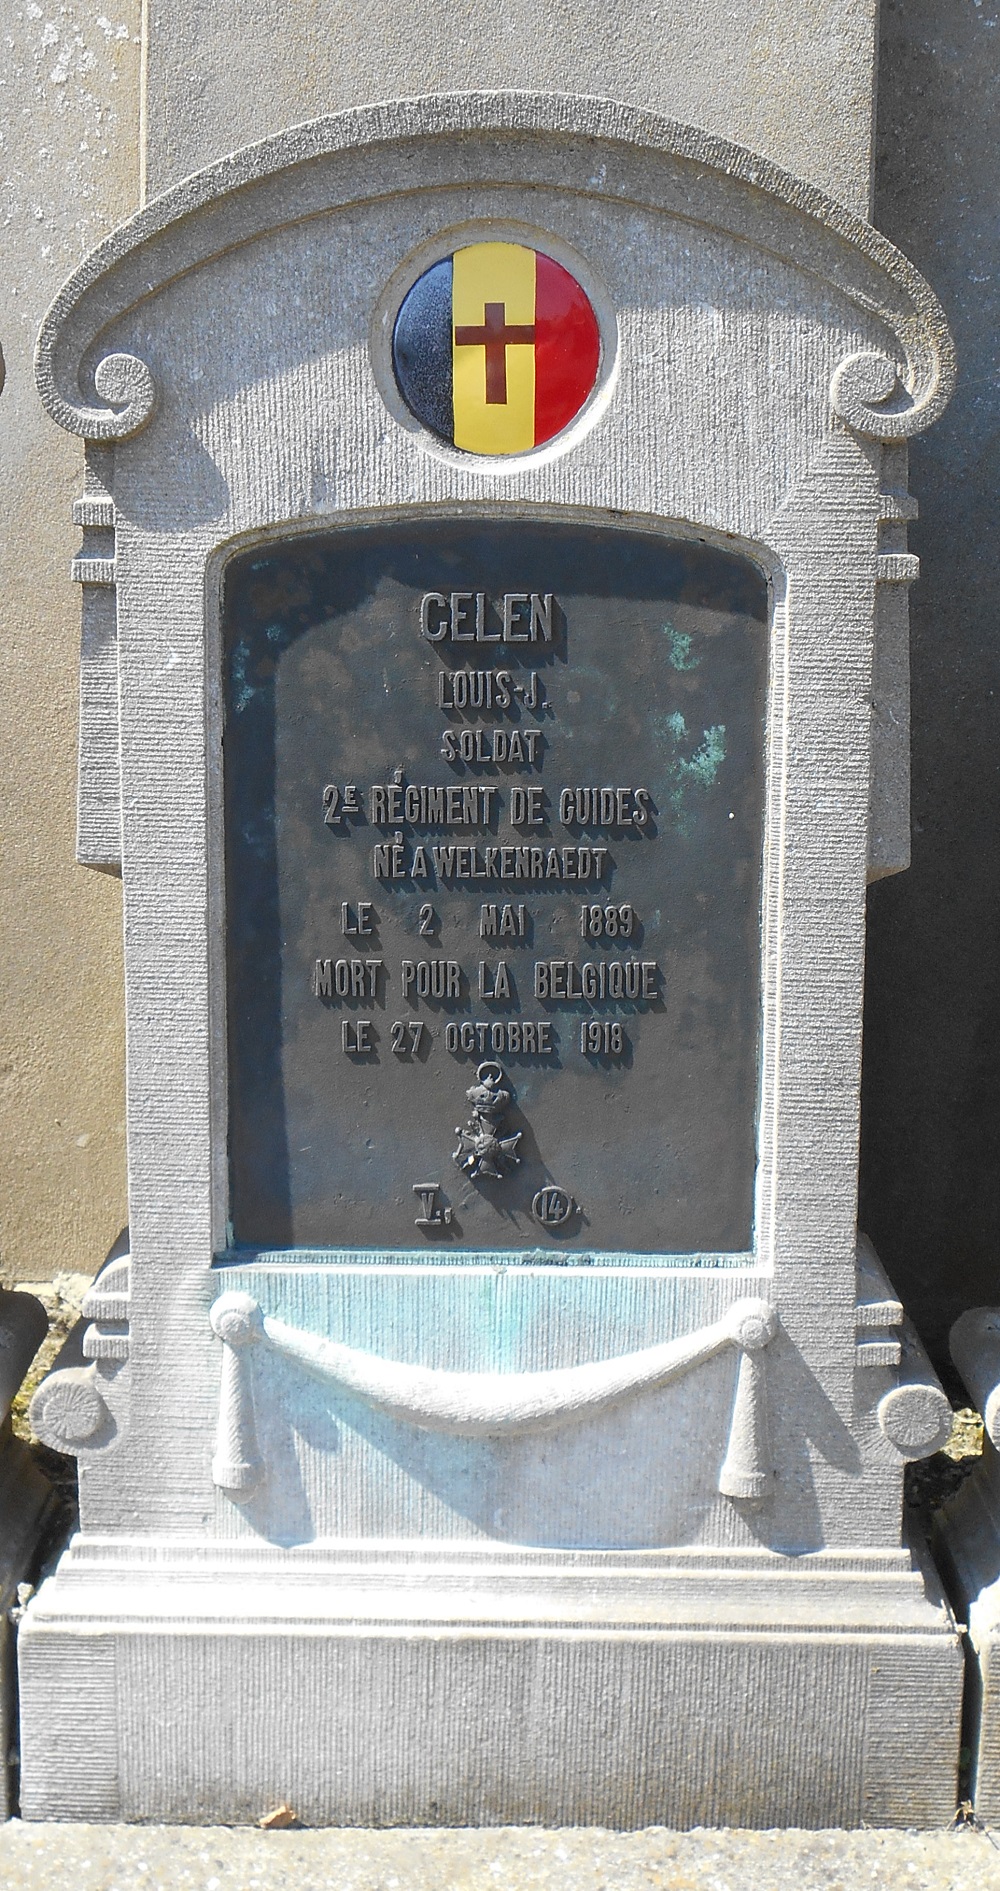 CELEN
LOUIS-J.
SOLDAT
2E RÉGIMENT DE GUIDES
NÉ A WELKENRAEDT
LE 2 MAI 1889
MORT POUR LA BELGIQUE
LE 27 OCTOBRE 1918
V. 14.